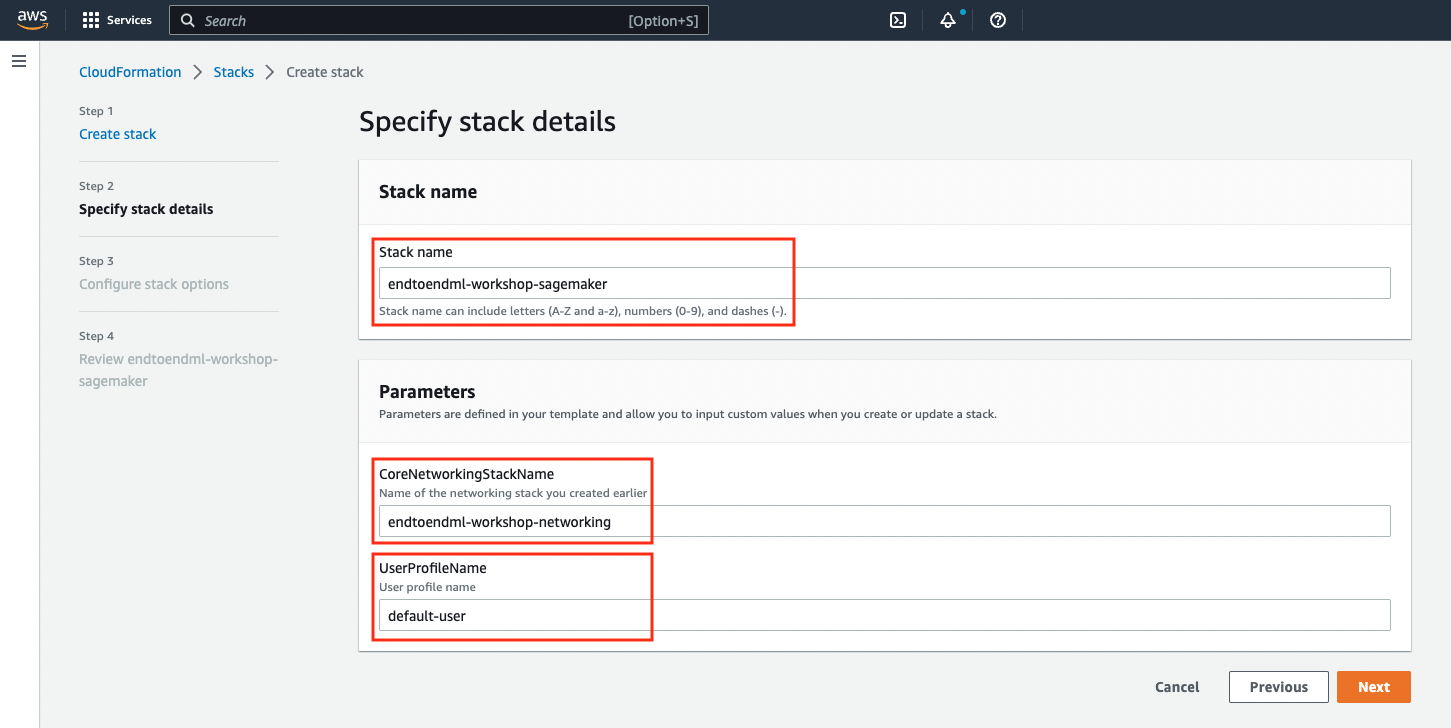 aws
Services
Search
[Option+S]
CloudFormation
Stacks
Create stack
Step 1
Create stack
Step 2
Specify stack details
Step 3
Configure stack options
Step 4
Review endtoendml-workshop-
sagemaker
Specify stack details
Stack name
Stack name
endtoendml-workshop-sagemaker
Stack name can include letters (A-Z and a-z), numbers (0-9), and dashes (-).
Parameters
Parameters are defined in your template and allow you to input custom values when you create or update a stack.
CoreNetworkingStackName
Name of the networking stack you created earlier
endtoendml-workshop-networking
UserProfileName
User profile name
default-user
Cancel
Previous
Next